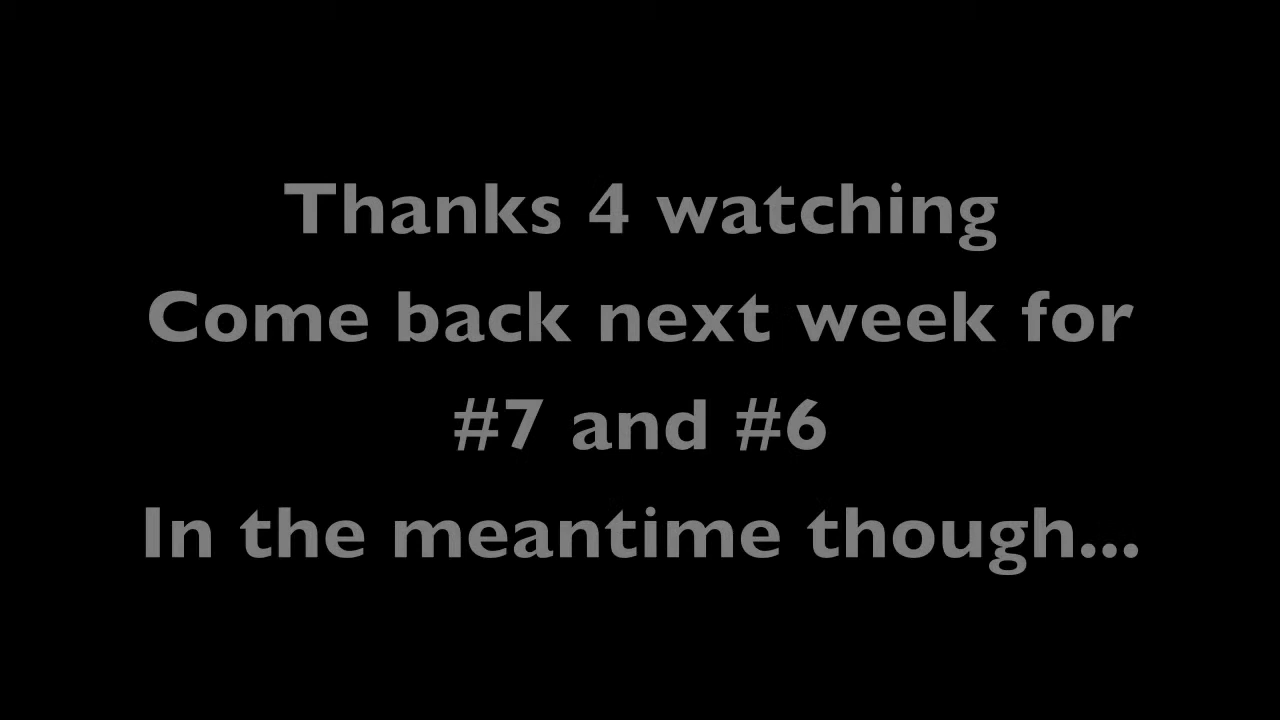 Thanks 4 watching
Come back next week for
#7 and #6
In the meantime though...